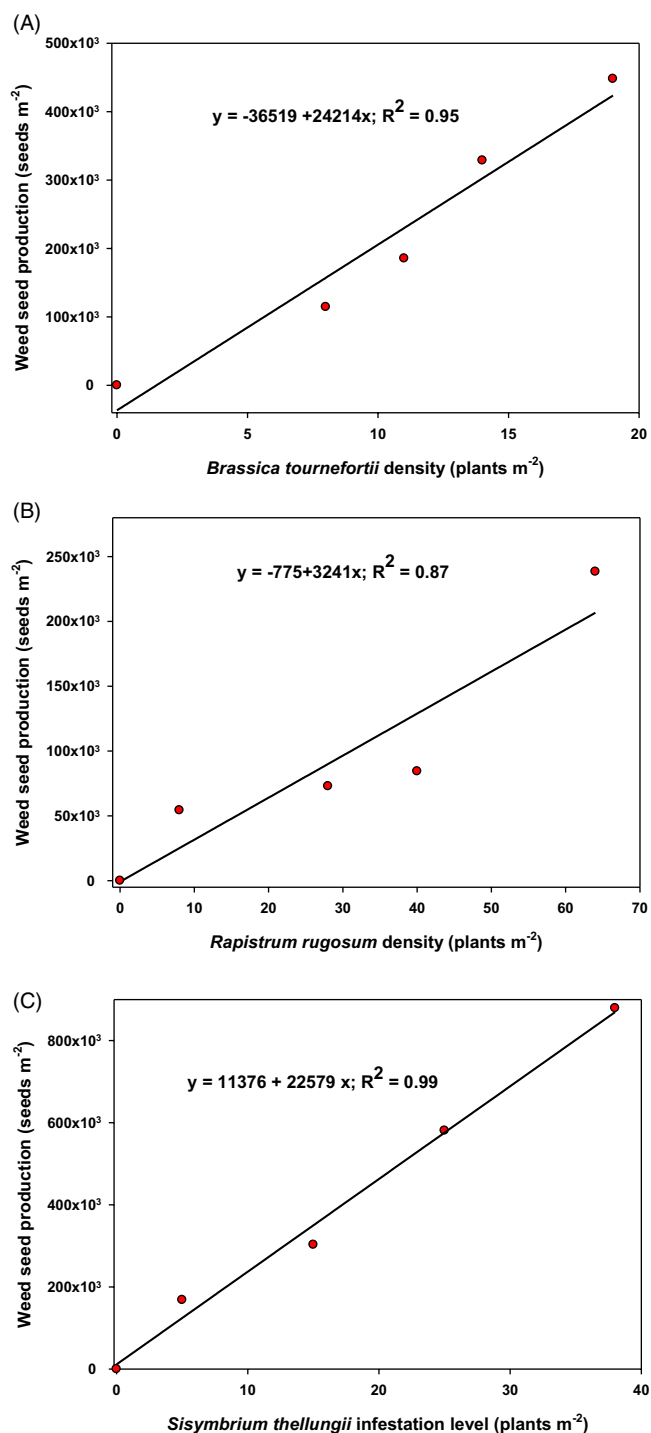 (A)
500x10³
400x10³
300x10³
200x10³
100x10³
0
Weed seed production (seeds m⁻²)
y = -36519 +24214x; R² = 0.95
0 5 10 15 20
Brassica tournefortii density (plants m⁻²)
(B)
250x10³
200x10³
150x10³
100x10³
50x10³
0
Weed seed production (seeds m⁻²)
y = -775+3241x; R² = 0.87
0 10 20 30 40 50 60 70
Rapistrum rugosum density (plants m⁻²)
(C)
800x10³
600x10³
400x10³
200x10³
0
Weed seed production (seeds m⁻²)
y = 11376 + 22579 x; R² = 0.99
0 10 20 30 40
Sisymbrium thellungii infestation level (plants m⁻²)